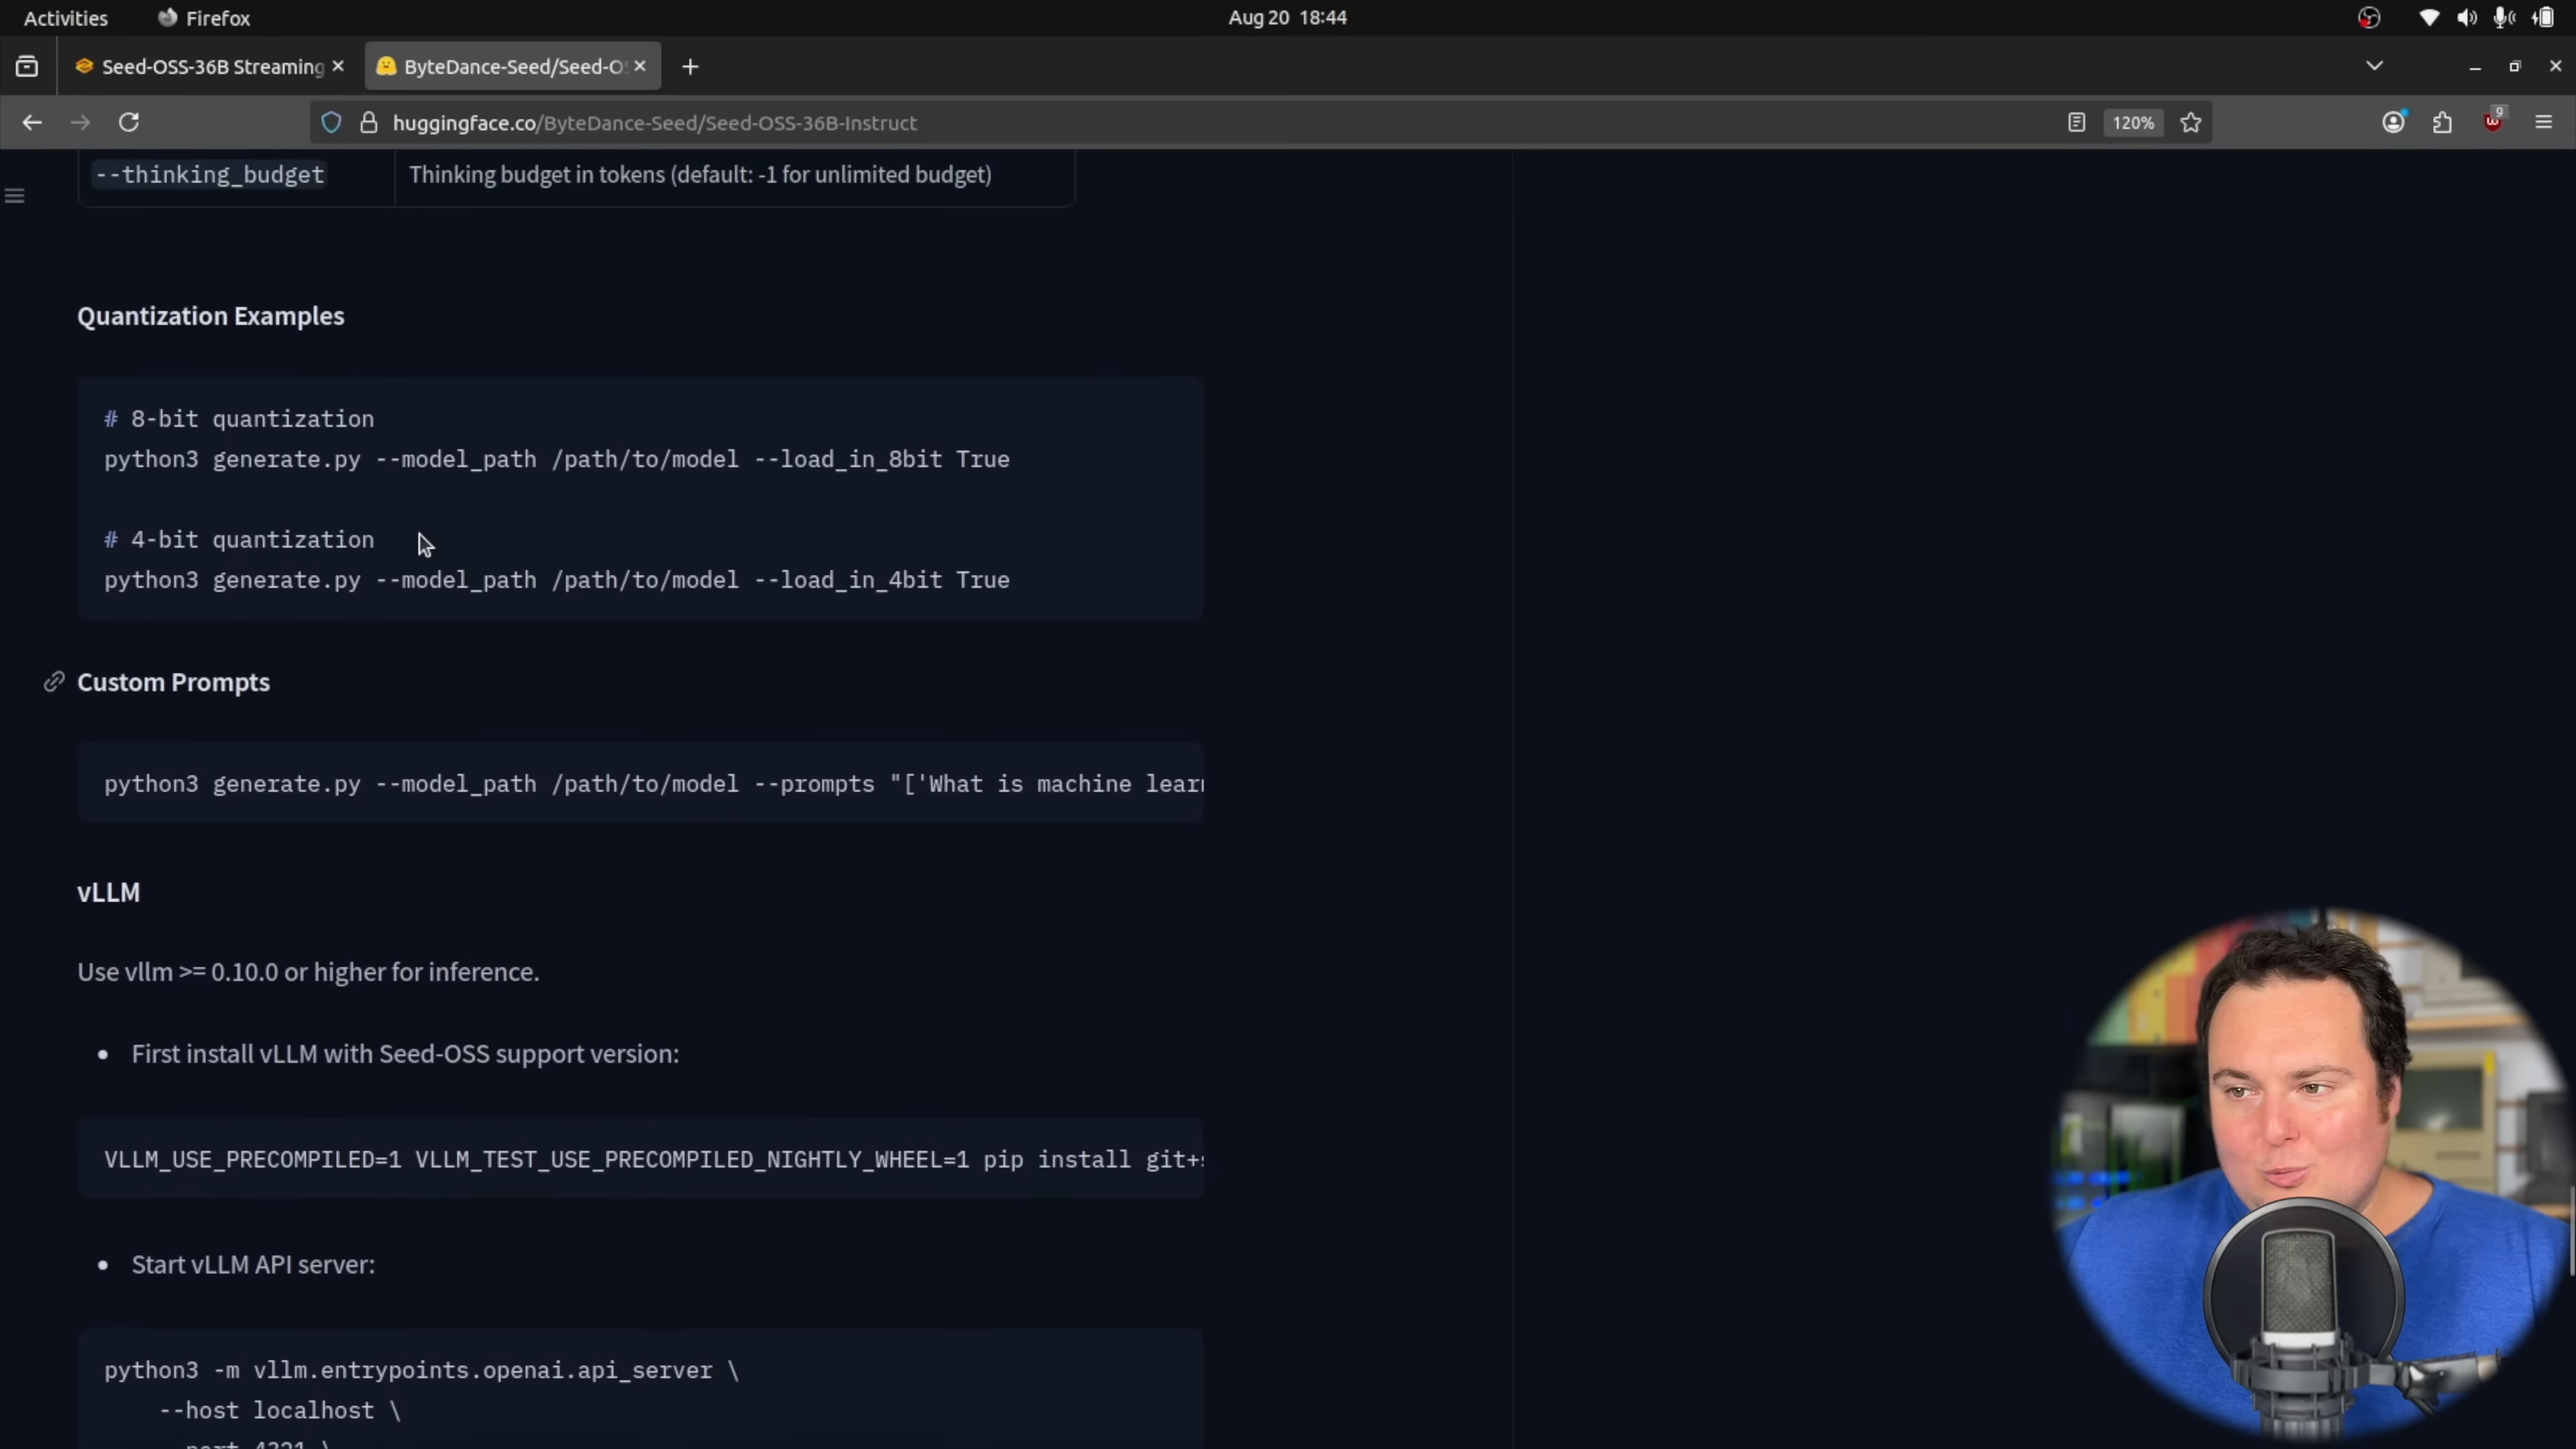 Activities Firefox Aug 20 18:44
Seed-OSS-36B Streaming ByteDance-Seed/Seed-OS
huggingface.co/ByteDance-Seed/Seed-OSS-36B-Instruct 120% 9
--thinking_budget Thinking budget in tokens (default: -1 for unlimited budget)
Quantization Examples
# 8-bit quantization
python3 generate.py --model_path /path/to/model --load_in_8bit True
# 4-bit quantization
python3 generate.py --model_path /path/to/model --load_in_4bit True
Custom Prompts
python3 generate.py --model_path /path/to/model --prompts "['What is machine lear
vLLM
Use vllm >= 0.10.0 or higher for inference.
• First install vLLM with Seed-OSS support version:
VLLM_USE_PRECOMPILED=1 VLLM_TEST_USE_PRECOMPILED_NIGHTLY_WHEEL=1 pip install git+
• Start vLLM API server:
python3 -m vllm.entrypoints.openai.api_server \
--host localhost \
--port 4321 \